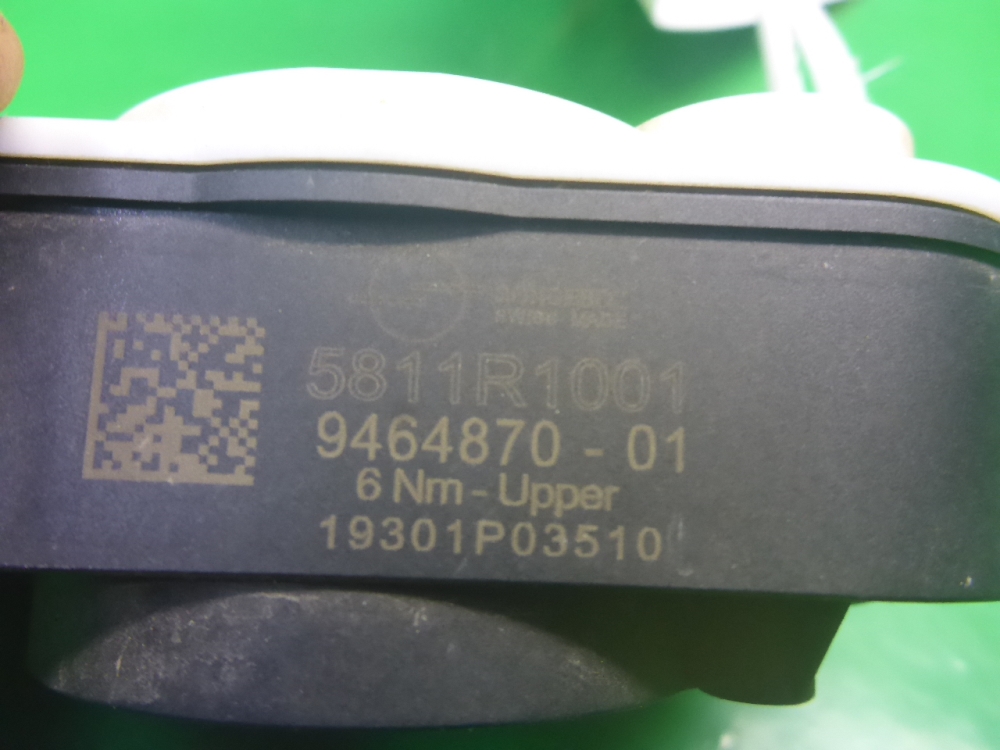 5811R1001
9464870 - 01
6 Nm - Upper
19301P03510